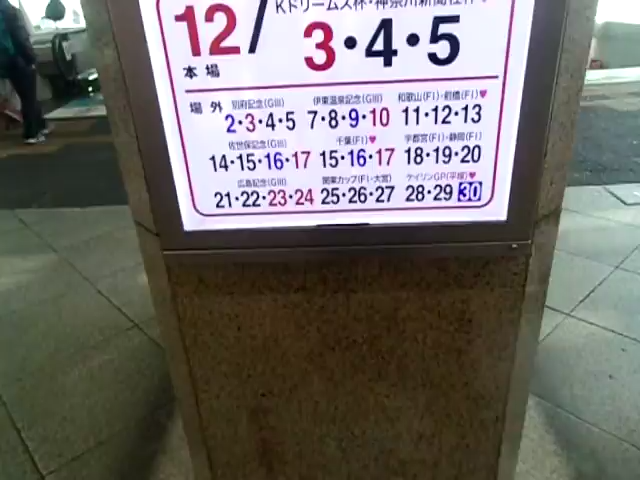 Kドリームス杯・神奈川新聞社杯
12/ 3・4・5
本場
場外 別府記念(GIII) 伊東温泉記念(GIII) 和歌山(FI)・前橋(FI)♥
2・3・4・5 7・8・9・10 11・12・13
佐世保記念(GIII) 千葉(FI)♥ 宇都宮(FI)・静岡(FI)
14・15・16・17 15・16・17 18・19・20
広島記念(GIII) 関東カップ(FI・大宮) ケイリンGP(平塚)♥
21・22・23・24 25・26・27 28・29 30